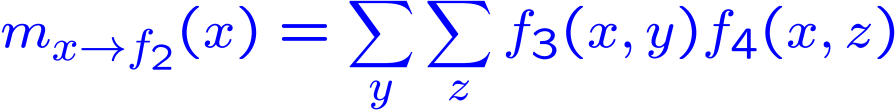 m_{x→f_2}(x) = ∑_y ∑_z f_3(x, y) f_4(x, z)